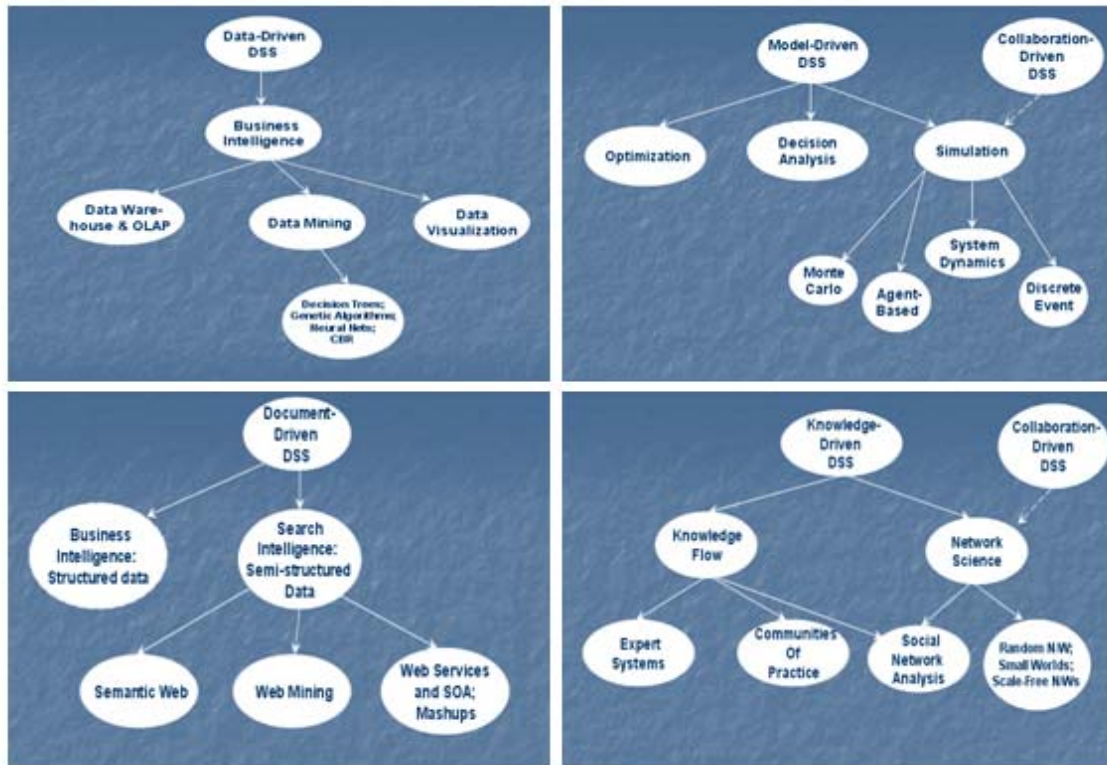 Data-Driven
DSS
Business
Intelligence
Data Ware-
house & OLAP
Data Mining
Data
Visualization
Decision Trees;
Genetic Algorithms;
Neural Nets;
CBR
Model-Driven
DSS
Collaboration-
Driven
DSS
Optimization
Decision
Analysis
Simulation
Monte
Carlo
Agent-
Based
System
Dynamics
Discrete
Event
Document-
Driven
DSS
Business
Intelligence:
Structured data
Search
Intelligence:
Semi-structured
Data
Semantic Web
Web Mining
Web Services
and SOA;
Mashups
Knowledge-
Driven
DSS
Collaboration-
Driven
DSS
Knowledge
Flow
Network
Science
Expert
Systems
Communities
Of
Practice
Social
Network
Analysis
Random N/W;
Small Worlds;
Scale-Free N/Ws